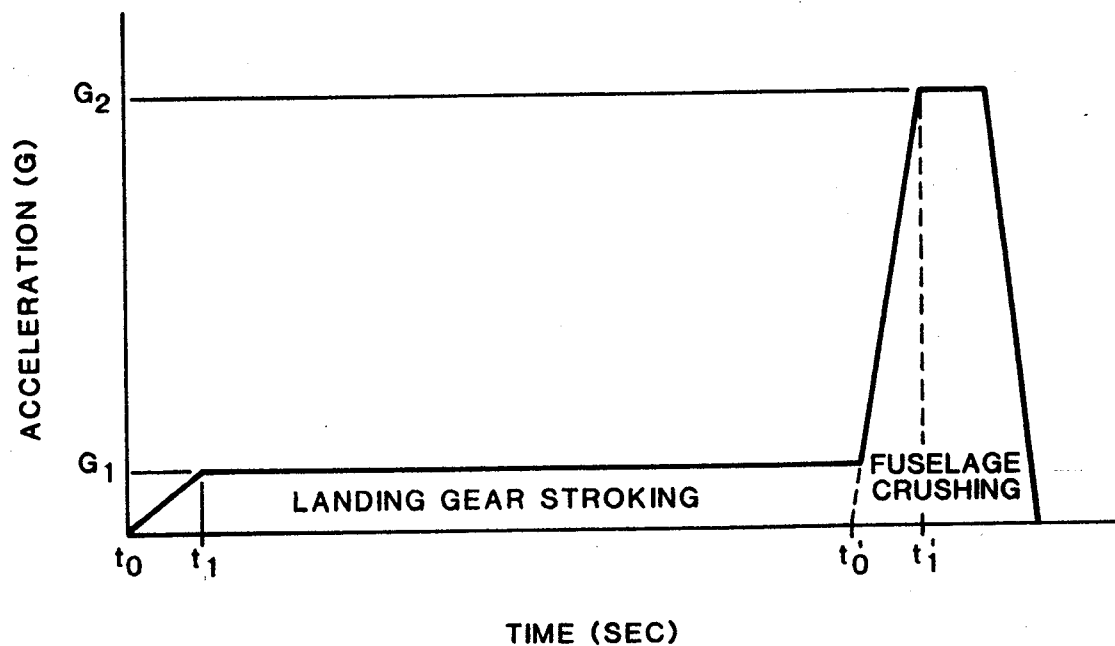 ACCELERATION (G)
G2
G1
LANDING GEAR STROKING
FUSELAGE
CRUSHING
t0
t1
t'0
t'1
TIME (SEC)